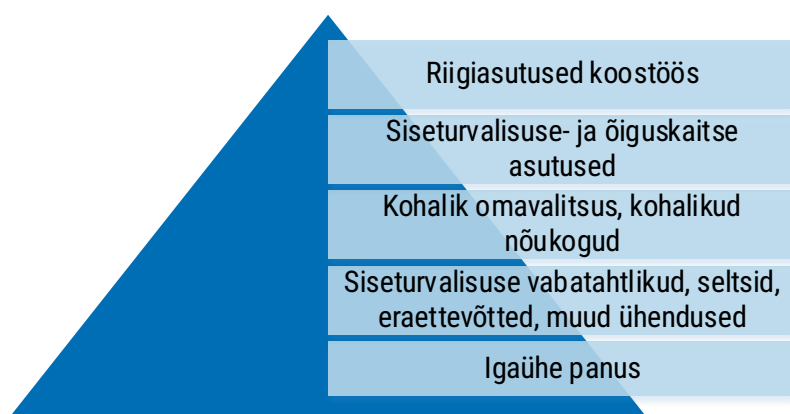 Riigiasutused koostöös
Siseturvalisuse- ja õiguskaitse
asutused
Kohalik omavalitsus, kohalikud
nõukogud
Siseturvalisuse vabatahtlikud, seltsid,
eraettevõtted, muud ühendused
Igaühe panus